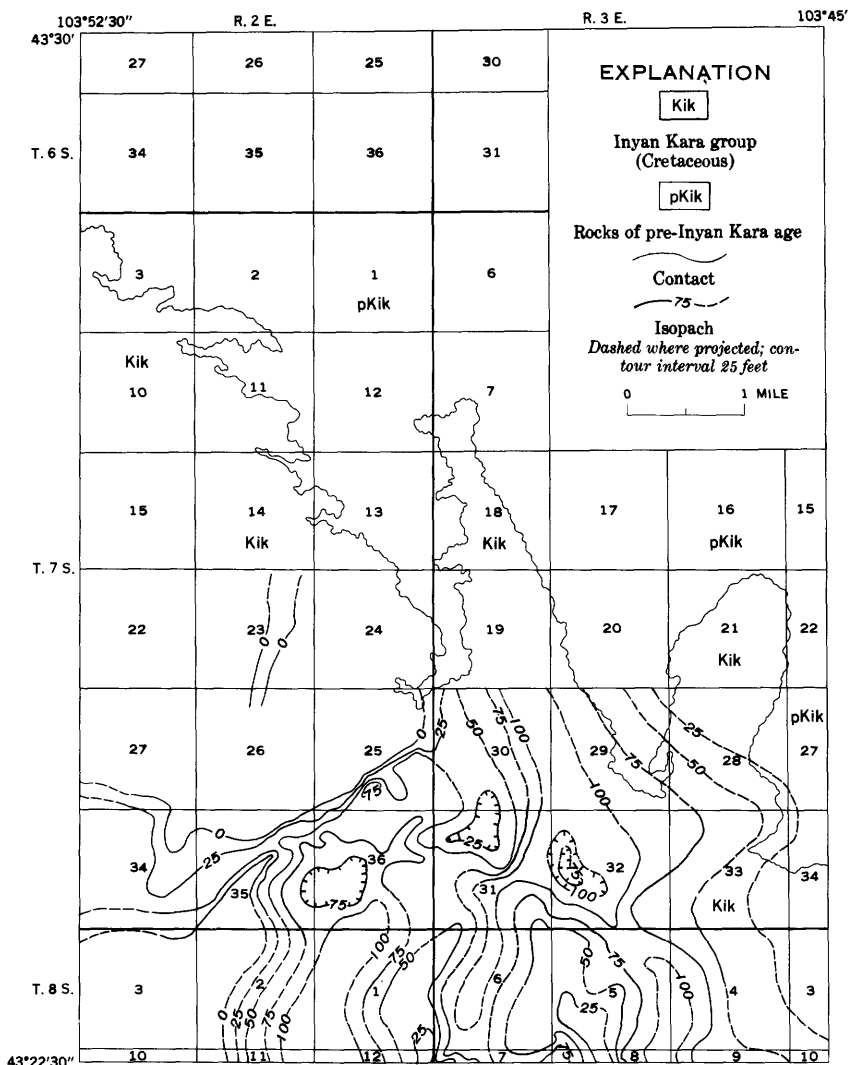 103°52'30" R. 2 E. R. 3 E. 103°45'
43°30'
27 26 25 30
EXPLANATION
Kik
Inyan Kara group
(Cretaceous)
pKik
Rocks of pre-Inyan Kara age
Contact
75
Isopach
Dashed where projected; con-
tour interval 25 feet
0 1 MILE
T. 6 S. 34 35 36 31
3 2 1 6
pKik
Kik
10 11 12 7
15 14 13 18 17 16 15
Kik Kik pKik
T. 7 S.
22 23 24 19 20 21 22
0 0
Kik
pKik
27 26 25 30 29 28 27
0 25 50 75 100 75 50 25
75 100
0 25
34 35 36 31 32 33 34
25 75 75 100
Kik
T. 8 S. 3 2 1 6 5 4 3
0 25 50 75 100
100 75 50 25
50 75 100 25 75
43°22'30" 10 11 12 7 8 9 10